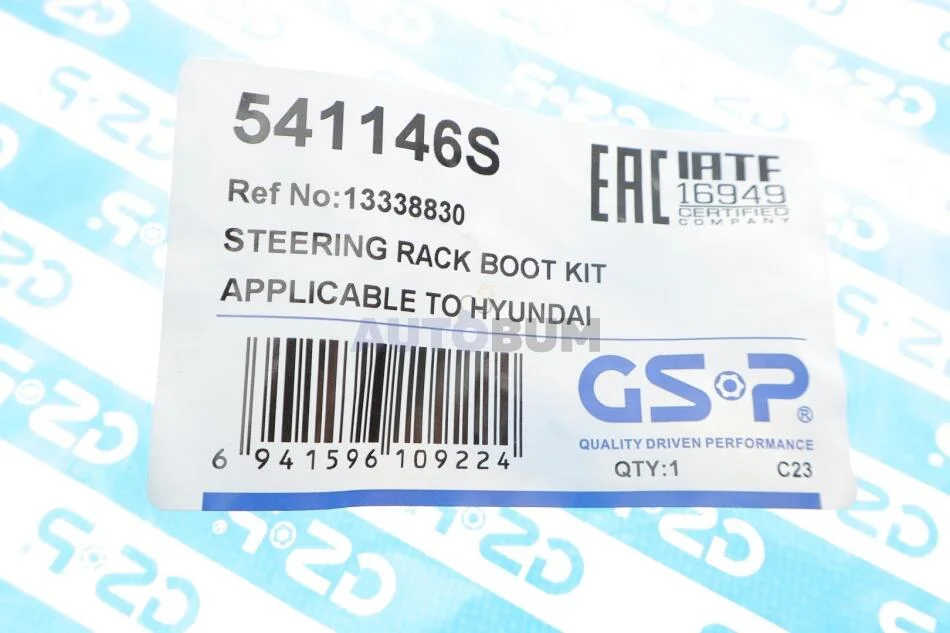 541146S
Ref No:13338830
STEERING RACK BOOT KIT
APPLICABLE TO HYUNDAI
EAC
IATF
16949
CERTIFIED
COMPANY
AUTOBUM
6 941596 109224
GSP®
QUALITY DRIVEN PERFORMANCE
QTY:1
C23